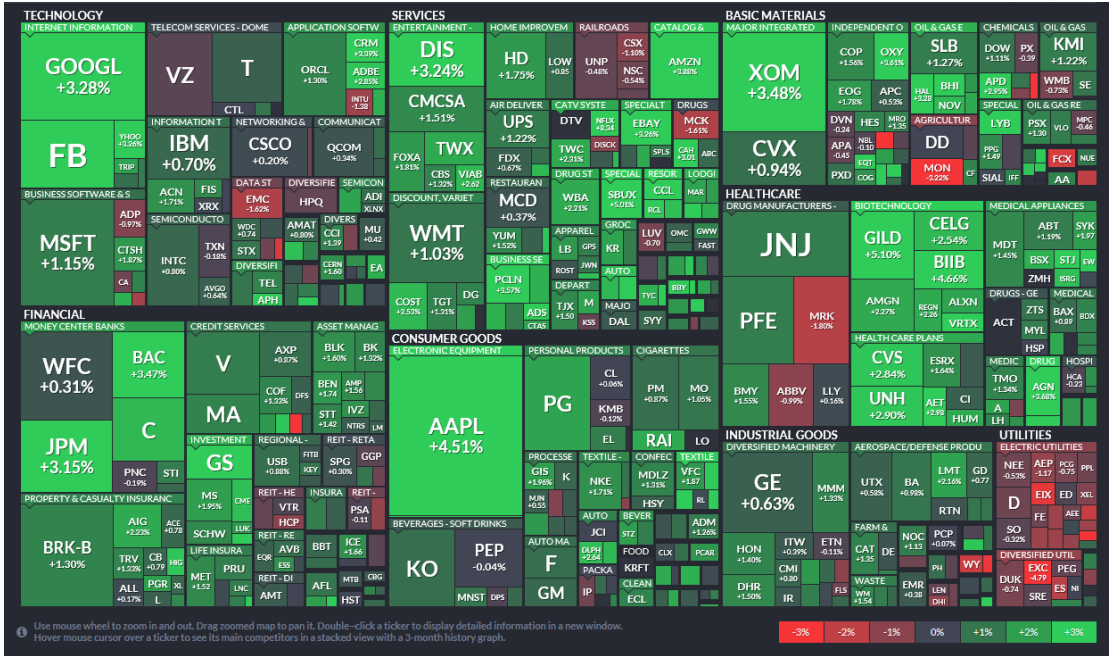 TECHNOLOGY
INTERNET INFORMATION
GOOGL
+3.28%
FB
YHOO
+3.26%
TRIP
TELECOM SERVICES - DOME
VZ
T
CTL
APPLICATION SOFTW
ORCL
+1.30%
CRM
+2.39%
ADBE
+2.85%
INTU
-1.38
INFORMATION T
IBM
+0.70%
ACN
+1.71%
FIS
XRX
NETWORKING &
CSCO
+0.20%
COMMUNICAT
QCOM
+0.34%
BUSINESS SOFTWARE & S
MSFT
+1.15%
ADP
-0.97%
CTSH
+1.87%
CA
SEMICONDUCTO
INTC
+0.80%
TXN
-0.18%
AVGO
+0.64%
DATA ST
EMC
-1.62%
WDC
+0.74
STX
DIVERSIFIE
HPQ
SEMICON
ADI
XLNX
AMAT
+0.80%
DIVERS
CCI
+1.39
MU
+0.42
DIVERSIFI
TEL
APH
CERN
+1.60
EA
SERVICES
ENTERTAINMENT -
DIS
+3.24%
CMCSA
+1.51%
FOXA
+1.81%
TWX
CBS
+1.32%
VIAB
+2.62
HOME IMPROVEM
HD
+1.75%
LOW
+0.85
RAILROADS
UNP
-0.48%
CSX
-1.10%
NSC
-0.54%
CATALOG &
AMZN
+3.88%
AIR DELIVER
UPS
+1.22%
FDX
+0.67%
CATV SYSTE
DTV
NFLX
+8.24
TWC
+2.31%
DISCK
SPECIALT
EBAY
+3.26%
SPLS
DRUGS
MCK
-1.61%
CAH
+3.01
ABC
DISCOUNT, VARIET
WMT
+1.03%
COST
+2.53%
TGT
+1.21%
DG
RESTAURAN
MCD
+0.37%
YUM
+1.52%
DRUG ST
WBA
+2.21%
SPECIAL
SBUX
+5.01%
RESOR
CCL
RCL
LODGI
MAR
BUSINESS SE
PCLN
+3.57%
ADS
CTAS
APPAREL
LB
GPS
ROST
JWN
GROC
KR
LUV
-0.70
OMC
GWW
FAST
DEPART
TJX
+1.50
M
KSS
AUTO
TYC
BBY
MAJO
DAL
SYY
BASIC MATERIALS
MAJOR INTEGRATED
XOM
+3.48%
CVX
+0.94%
INDEPENDENT O
COP
+1.56%
OXY
+3.61%
EOG
+1.78%
APC
+0.53%
DVN
-0.24
HES
MRO
+1.35
APA
-0.45
NBL
-0.10
PXD
EQT
COG
OIL & GAS E
SLB
+1.27%
HAL
+3.28
BHI
NOV
CHEMICALS
DOW
+1.11%
PX
-0.39
APD
+2.95%
OIL & GAS
KMI
+1.22%
WMB
-0.73%
SE
AGRICULTUR
DD
MON
-3.22%
CF
SPECIAL
LYB
PPG
+1.49
SIAL
IFF
OIL & GAS RE
PSX
+1.30
VLO
MPC
-0.46
FCX
NUE
AA
HEALTHCARE
DRUG MANUFACTURERS -
JNJ
PFE
MRK
-1.80%
BMY
+1.55%
ABBV
-0.99%
LLY
+0.16%
BIOTECHNOLOGY
GILD
+5.10%
CELG
+2.54%
BIIB
+4.66%
AMGN
+2.27%
REGN
+2.26
ALXN
VRTX
MEDICAL APPLIANCES
MDT
+1.45%
ABT
+1.19%
SYK
+1.97
BSX
STJ
EW
ZMH
ISRG
DRUGS - GE
ACT
ZTS
MYL
HSP
MEDICAL
BAX
+0.89
BDX
HEALTH CARE PLANS
CVS
+2.84%
ESRX
+1.64%
UNH
+2.90%
AET
+2.98
CI
HUM
MEDIC
TMO
+1.34%
A
LH
DRUG
AGN
+3.68%
HOSPI
HCA
-0.23
FINANCIAL
MONEY CENTER BANKS
WFC
+0.31%
BAC
+3.47%
JPM
+3.15%
C
PNC
-0.19%
STI
CREDIT SERVICES
V
AXP
+0.87%
MA
COF
+1.33%
DFS
ASSET MANAG
BLK
+1.60%
BK
+1.32%
BEN
+1.74
AMP
+1.56
STT
+1.42
IVZ
NTRS
LM
PROPERTY & CASUALTY INSURANC
BRK-B
+1.30%
AIG
+2.23%
ACE
+0.78
TRV
+1.33%
CB
+0.79
HIG
ALL
+0.17%
PGR
XL
L
INVESTMENT
GS
MS
+1.95%
CME
SCHW
LUK
REGIONAL -
USB
+0.88%
FITB
KEY
REIT - RETA
SPG
+0.30%
GGP
REIT - HE
VTR
HCP
INSURA
REIT -
PSA
-0.11
LIFE INSURA
MET
+1.52
PRU
LNC
REIT - RE
EQR
AVB
ESS
REIT - DI
AMT
BBT
ICE
+1.66
AFL
MTB
CBG
HST
CONSUMER GOODS
ELECTRONIC EQUIPMENT
AAPL
+4.51%
PERSONAL PRODUCTS
PG
CL
+0.06%
KMB
-0.12%
EL
CIGARETTES
PM
+0.87%
MO
+1.05%
RAI
LO
BEVERAGES - SOFT DRINKS
KO
PEP
-0.04%
MNST
DPS
PROCESSE
GIS
+1.96%
K
MJN
+0.55
TEXTILE -
NKE
+1.71%
CONFEC
MDLZ
+1.31%
HSY
TEXTILE
VFC
+1.87
RL
AUTO MA
F
GM
AUTO
JCI
DLPH
+2.64
PACKA
IP
BEVER
STZ
ADM
+1.26%
FOOD
KRFT
CLX
PCAR
CLEAN
ECL
INDUSTRIAL GOODS
DIVERSIFIED MACHINERY
GE
+0.63%
MMM
+1.33%
HON
+1.40%
ITW
+0.39%
ETN
-0.11%
DHR
+1.50%
CMI
+0.80
IR
FLS
AEROSPACE/DEFENSE PRODU
UTX
+0.58%
BA
+0.98%
LMT
+2.16%
GD
+0.77
RTN
FARM &
CAT
+1.35
DE
NOC
+1.13
PCP
+0.07%
PH
WY
WASTE
WM
+1.54
EMR
+0.38
LEN
DHI
UTILITIES
ELECTRIC UTILITIES
NEE
-0.53%
AEP
-1.17
PCG
-0.75
PPL
D
EIX
ED
XEL
SO
-0.32%
FE
AEE
DIVERSIFIED UTIL
DUK
-0.74
EXC
-4.79
PEG
SRE
ES
NI
Use mouse wheel to zoom in and out. Drag zoomed map to pan it. Double–click a ticker to display detailed information in a new window.
Hover mouse cursor over a ticker to see its main competitors in a stacked view with a 3-month history graph.
-3% -2% -1% 0% +1% +2% +3%